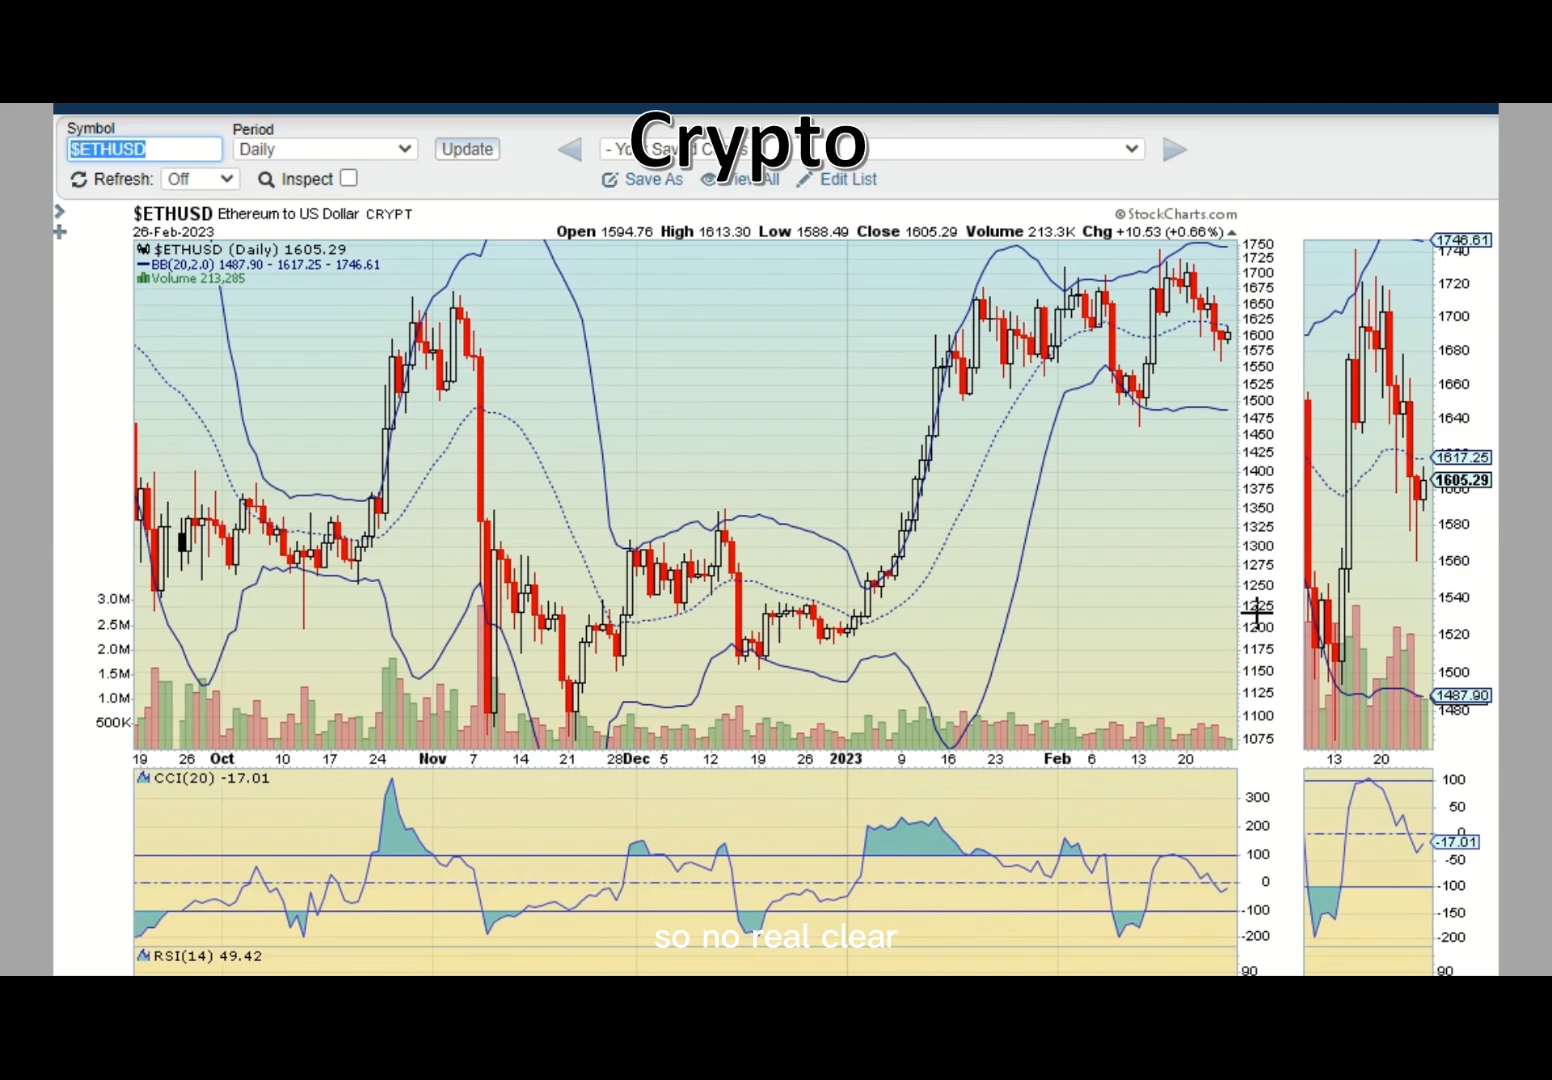 Crypto
Symbol
Period
$ETHUSD
Daily
Update
Refresh: Off
Inspect
Save As
Edit List
$ETHUSD Ethereum to US Dollar CRYPT
© StockCharts.com
26-Feb-2023
Open 1594.76 High 1613.30 Low 1588.49 Close 1605.29 Volume 213.3K Chg +10.53 (+0.66%)
$ETHUSD (Daily) 1605.29
BB(20,2.0) 1487.90 - 1617.25 - 1746.61
Volume 213,285
1750
1725
1700
1675
1650
1625
1600
1575
1550
1525
1500
1475
1450
1425
1400
1375
1350
1325
1300
1275
1250
1225
1200
1175
1150
1125
1100
1075
3.0M
2.5M
2.0M
1.5M
1.0M
500K
1746.61
1740
1720
1700
1680
1660
1640
1617.25
1605.29
1600
1580
1560
1540
1520
1500
1487.90
1480
19 26 Oct 10 17 24 Nov 7 14 21 28 Dec 5 12 19 26 2023 9 16 23 Feb 6 13 20
13 20
CCI(20) -17.01
300
200
100
0
-100
-200
100
50
0
-17.01
-50
-100
-150
-200
so no real clear
RSI(14) 49.42
90
90